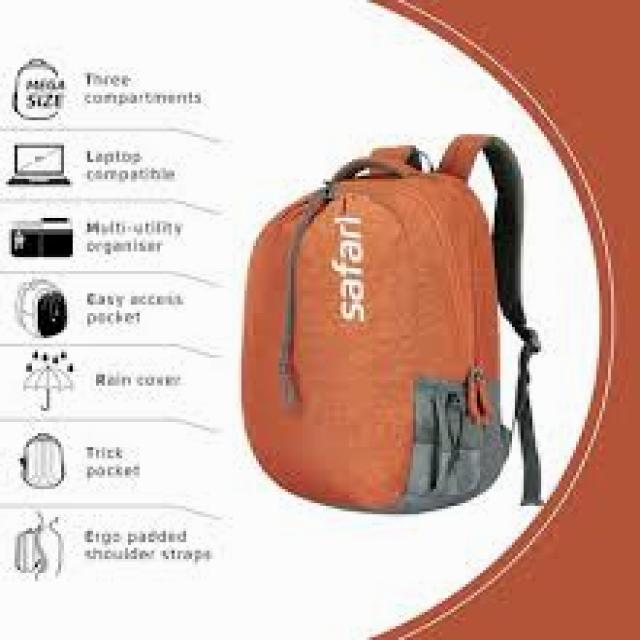 MEGA
SIZE
Three
compartments
Laptop
compatible
Multi-utility
organiser
Easy access
pocket
Rain cover
Trick
pocket
Ergo padded
shoulder straps
safari